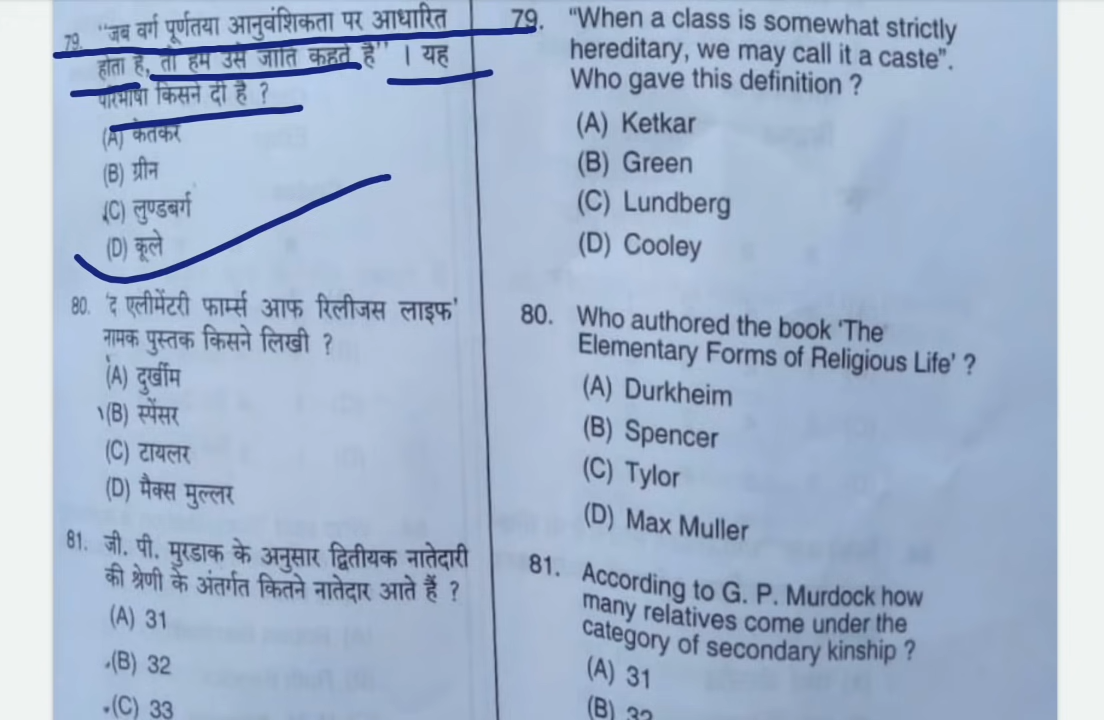 79. "जब वर्ग पूर्णतया आनुवंशिकता पर आधारित
होता है, तो हम उसे जाति कहते हैं" । यह
परिभाषा किसने दी है ?
(A) केतकर
(B) ग्रीन
(C) लुण्डबर्ग
(D) कूले
80. 'द एलीमेंटरी फार्म्स आफ रिलीजस लाइफ'
नामक पुस्तक किसने लिखी ?
(A) दुर्खीम
(B) स्पेंसर
(C) टायलर
(D) मैक्स मुल्लर
81. जी. पी. मुरडाक के अनुसार द्वितीयक नातेदारी
की श्रेणी के अंतर्गत कितने नातेदार आते हैं ?
(A) 31
(B) 32
(C) 33
79. "When a class is somewhat strictly
hereditary, we may call it a caste".
Who gave this definition ?
(A) Ketkar
(B) Green
(C) Lundberg
(D) Cooley
80. Who authored the book 'The
Elementary Forms of Religious Life' ?
(A) Durkheim
(B) Spencer
(C) Tylor
(D) Max Muller
81. According to G. P. Murdock how
many relatives come under the
category of secondary kinship ?
(A) 31
(B) 32